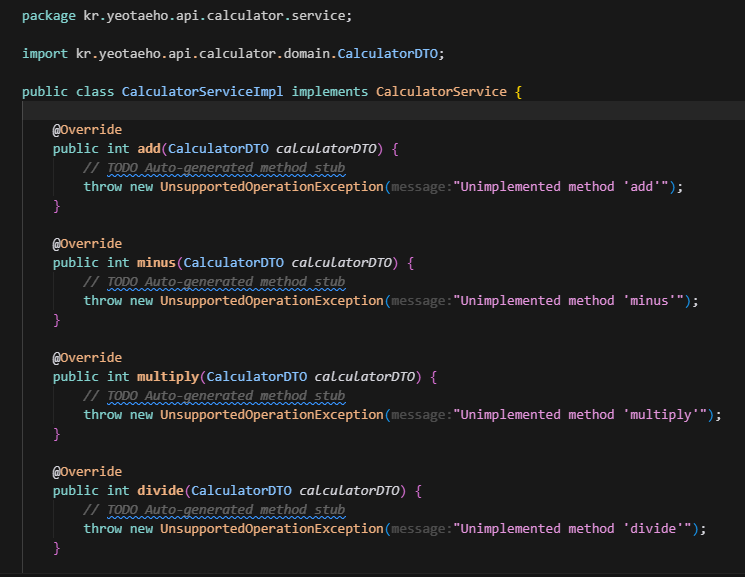 package kr.yeotaeho.api.calculator.service;
import kr.yeotaeho.api.calculator.domain.CalculatorDTO;
public class CalculatorServiceImpl implements CalculatorService {
@Override
public int add(CalculatorDTO calculatorDTO) {
// TODO Auto-generated method stub
throw new UnsupportedOperationException(message:"Unimplemented method 'add'");
}
@Override
public int minus(CalculatorDTO calculatorDTO) {
// TODO Auto-generated method stub
throw new UnsupportedOperationException(message:"Unimplemented method 'minus'");
}
@Override
public int multiply(CalculatorDTO calculatorDTO) {
// TODO Auto-generated method stub
throw new UnsupportedOperationException(message:"Unimplemented method 'multiply'");
}
@Override
public int divide(CalculatorDTO calculatorDTO) {
// TODO Auto-generated method stub
throw new UnsupportedOperationException(message:"Unimplemented method 'divide'");
}